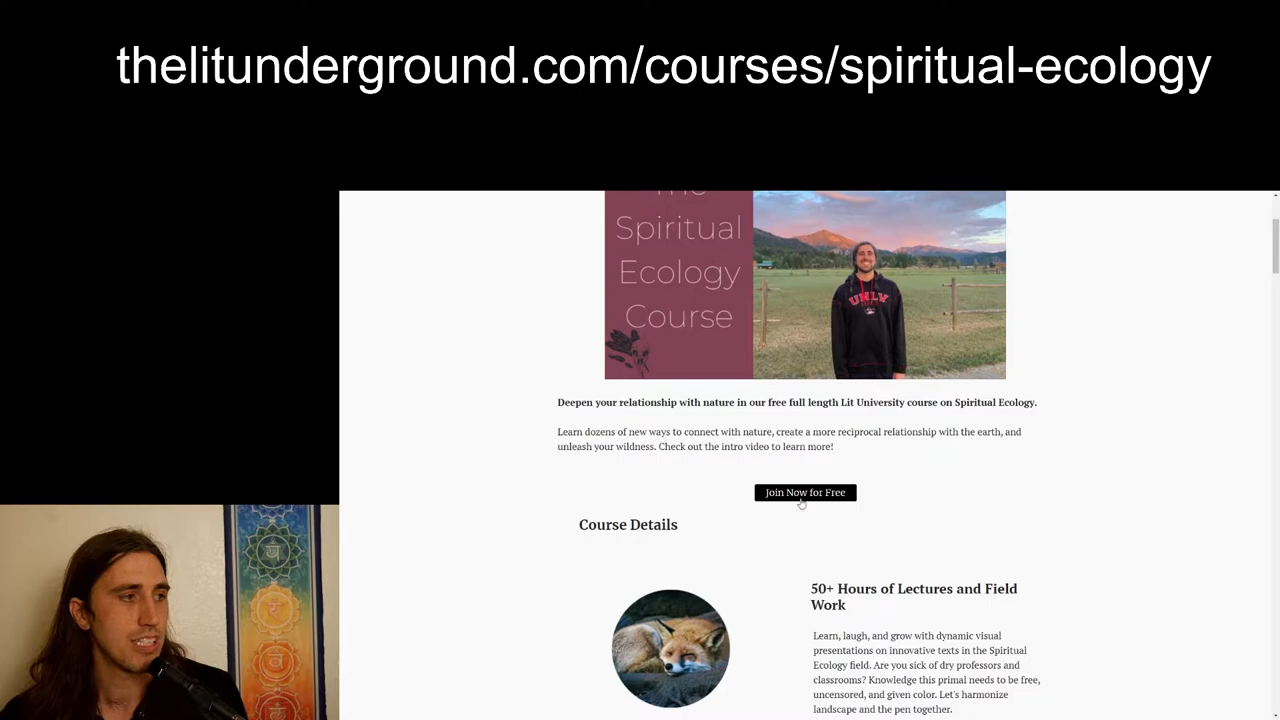 thelitunderground.com/courses/spiritual-ecology
The
Spiritual
Ecology
Course
UNLV
Deepen your relationship with nature in our free full length Lit University course on Spiritual Ecology.
Learn dozens of new ways to connect with nature, create a more reciprocal relationship with the earth, and
unleash your wildness. Check out the intro video to learn more!
Join Now for Free
Course Details
50+ Hours of Lectures and Field
Work
Learn, laugh, and grow with dynamic visual
presentations on innovative texts in the Spiritual
Ecology field. Are you sick of dry professors and
classrooms? Knowledge this primal needs to be free,
uncensored, and given color. Let's harmonize
landscape and the pen together.